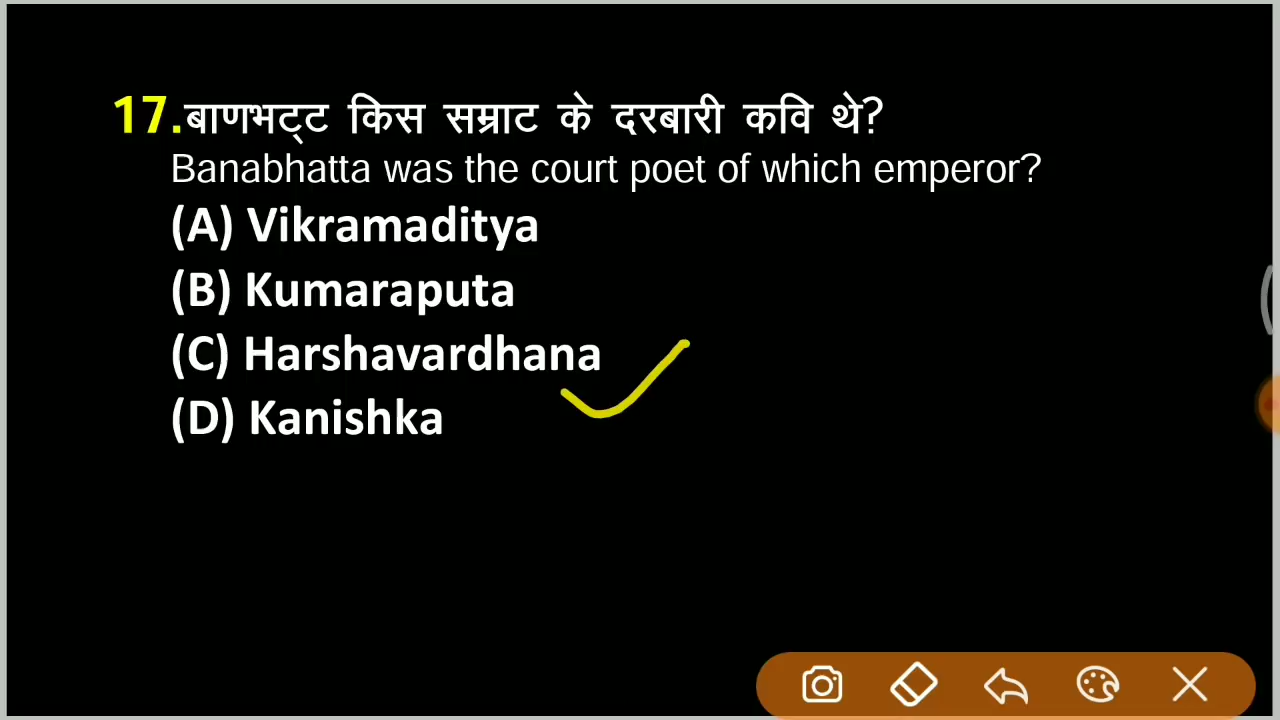 17.बाणभट्ट किस सम्राट के दरबारी कवि थे?
Banabhatta was the court poet of which emperor?
(A) Vikramaditya
(B) Kumaraputa
(C) Harshavardhana
(D) Kanishka